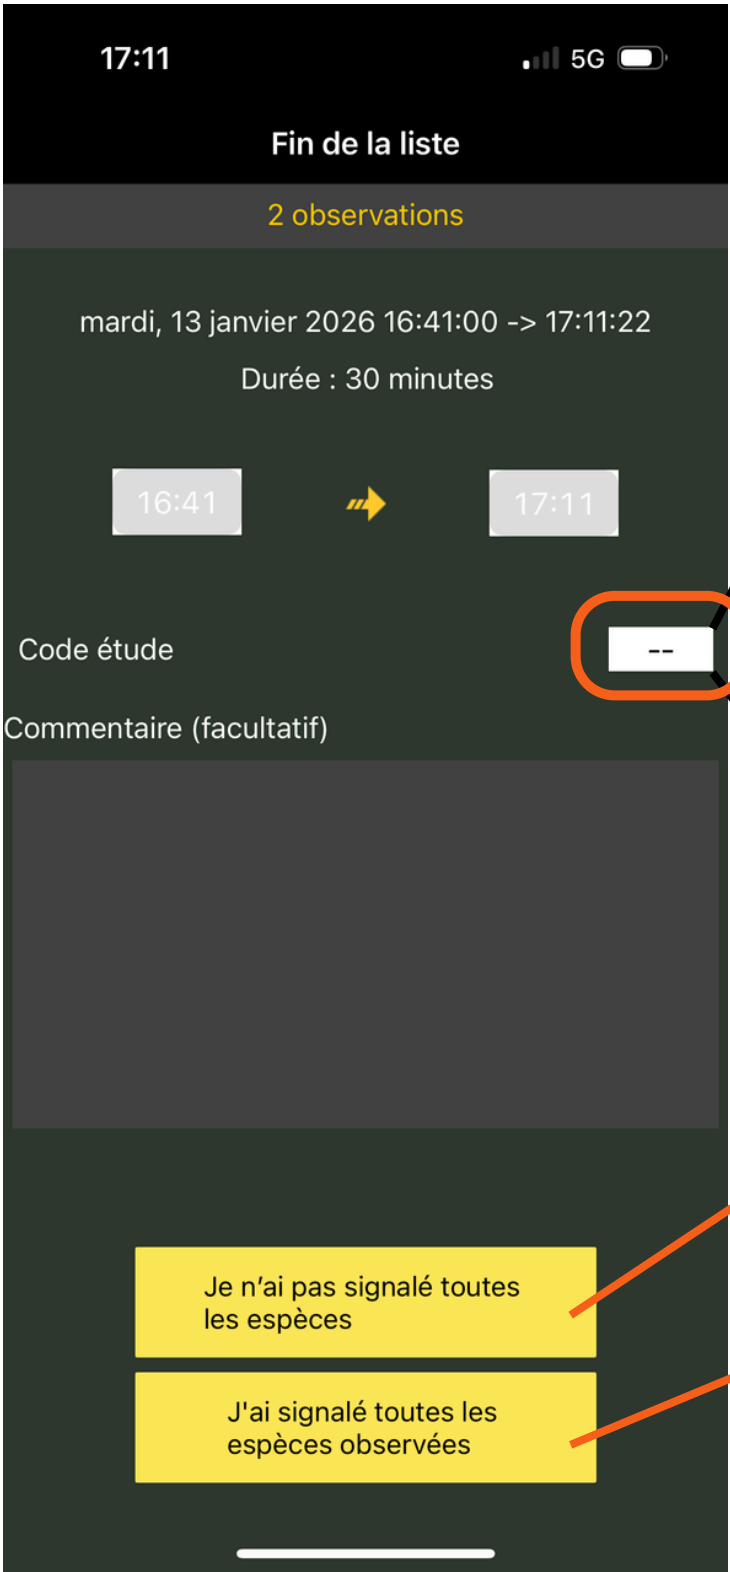 17:11
5G
Fin de la liste
2 observations
mardi, 13 janvier 2026 16:41:00 -> 17:11:22
Durée : 30 minutes
16:41
17:11
Code étude
--
Commentaire (facultatif)
Je n’ai pas signalé toutes
les espèces
J'ai signalé toutes les
espèces observées